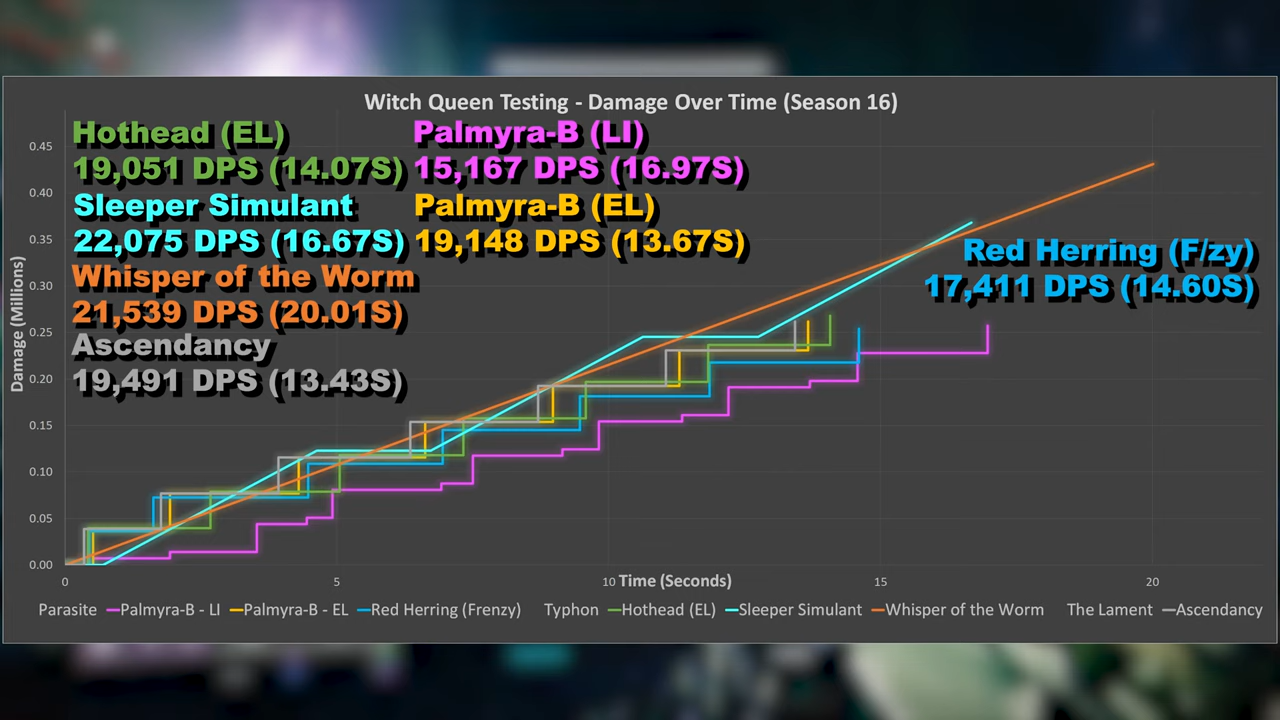 Witch Queen Testing - Damage Over Time (Season 16)
Hothead (EL)
19,051 DPS (14.07S)
Sleeper Simulant
22,075 DPS (16.67S)
Whisper of the Worm
21,539 DPS (20.01S)
Ascendancy
19,491 DPS (13.43S)
Palmyra-B (LI)
15,167 DPS (16.97S)
Palmyra-B (EL)
19,148 DPS (13.67S)
Red Herring (F/zy)
17,411 DPS (14.60S)
Damage (Millions)
0.45
0.40
0.35
0.30
0.25
0.20
0.15
0.10
0.05
0.00
0 5 10 15 20
Time (Seconds)
Parasite Palmyra-B - LI Palmyra-B - EL Red Herring (Frenzy) Typhon Hothead (EL) Sleeper Simulant Whisper of the Worm The Lament Ascendancy